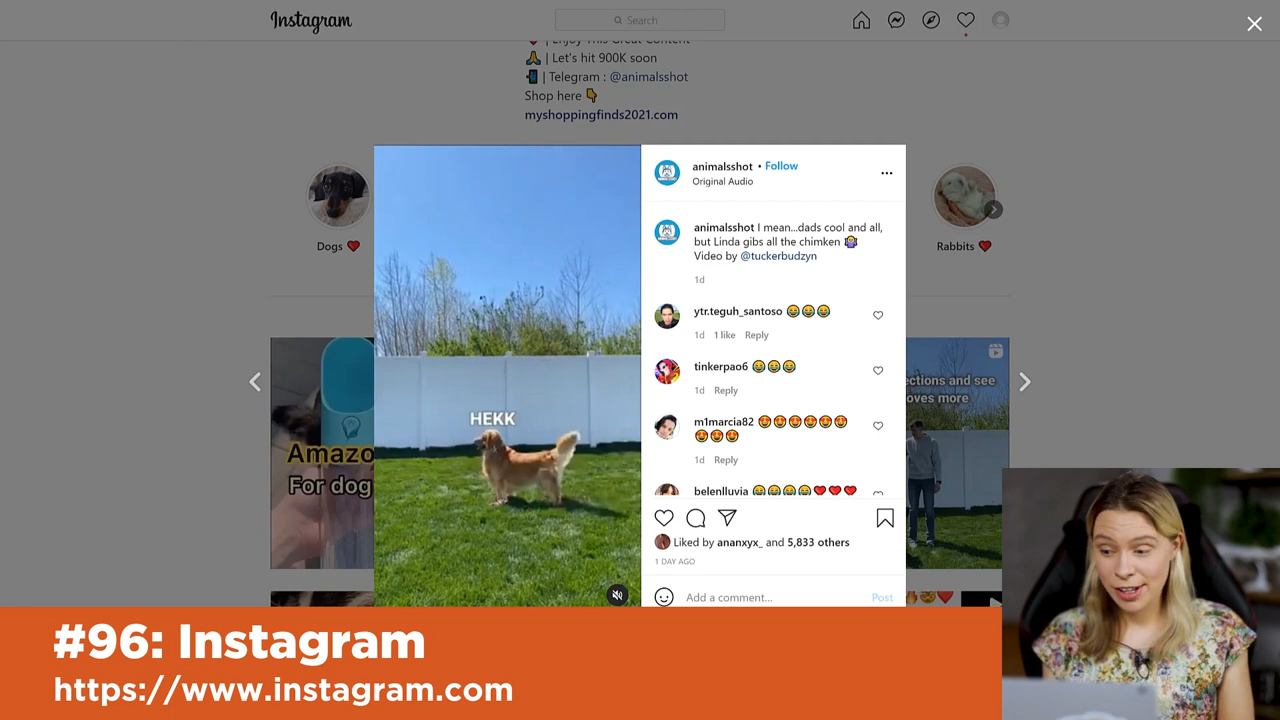 Instagram
Search
| Enjoy This Great Content
| Let's hit 900K soon
| Telegram : @animalsshot
Shop here
myshoppingfinds2021.com
Dogs
Rabbits
animalsshot • Follow
Original Audio
animalsshot I mean...dads cool and all,
but Linda gibs all the chimken
Video by @tuckerbudzyn
1d
ytr.teguh_santoso
1d 1 like Reply
tinkerpao6
1d Reply
m1marcia82
1d Reply
belenlluvia
Liked by ananxyx_ and 5,833 others
1 DAY AGO
Add a comment... Post
HEKK
Amazo
For dog
ections and see
oves more
#96: Instagram
https://www.instagram.com